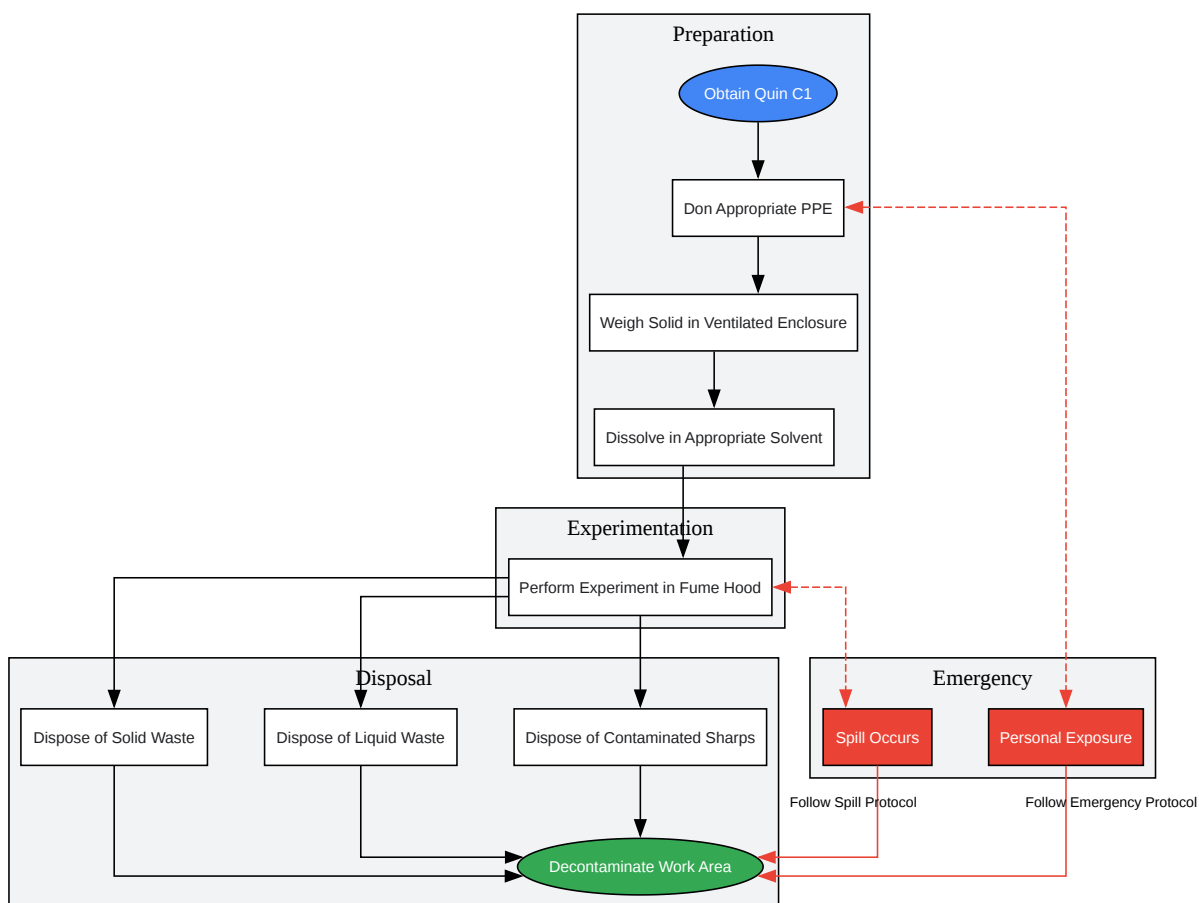 Preparation
Obtain Quin C1
Don Appropriate PPE
Weigh Solid in Ventilated Enclosure
Dissolve in Appropriate Solvent
Experimentation
Perform Experiment in Fume Hood
Disposal
Emergency
Dispose of Solid Waste
Dispose of Liquid Waste
Dispose of Contaminated Sharps
Spill Occurs
Personal Exposure
Follow Spill Protocol
Follow Emergency Protocol
Decontaminate Work Area